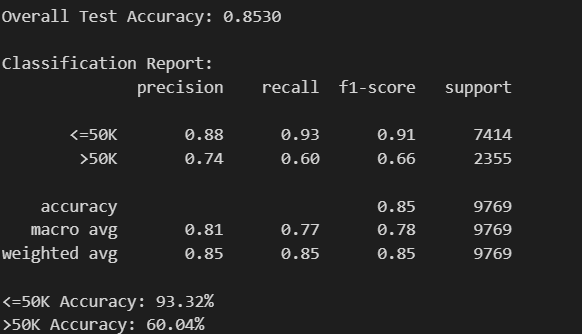 Overall Test Accuracy: 0.8530
Classification Report:
precision recall f1-score support
<=50K 0.88 0.93 0.91 7414
>50K 0.74 0.60 0.66 2355
accuracy 0.85 9769
macro avg 0.81 0.77 0.78 9769
weighted avg 0.85 0.85 0.85 9769
<=50K Accuracy: 93.32%
>50K Accuracy: 60.04%